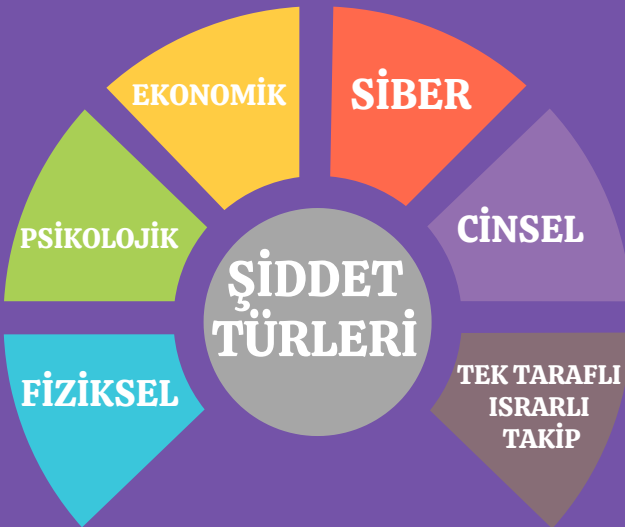 EKONOMİK
SİBER
PSİKOLOJİK
CİNSEL
ŞİDDET
TÜRLERİ
FİZİKSEL
TEK TARAFLI
ISRARLI
TAKİP